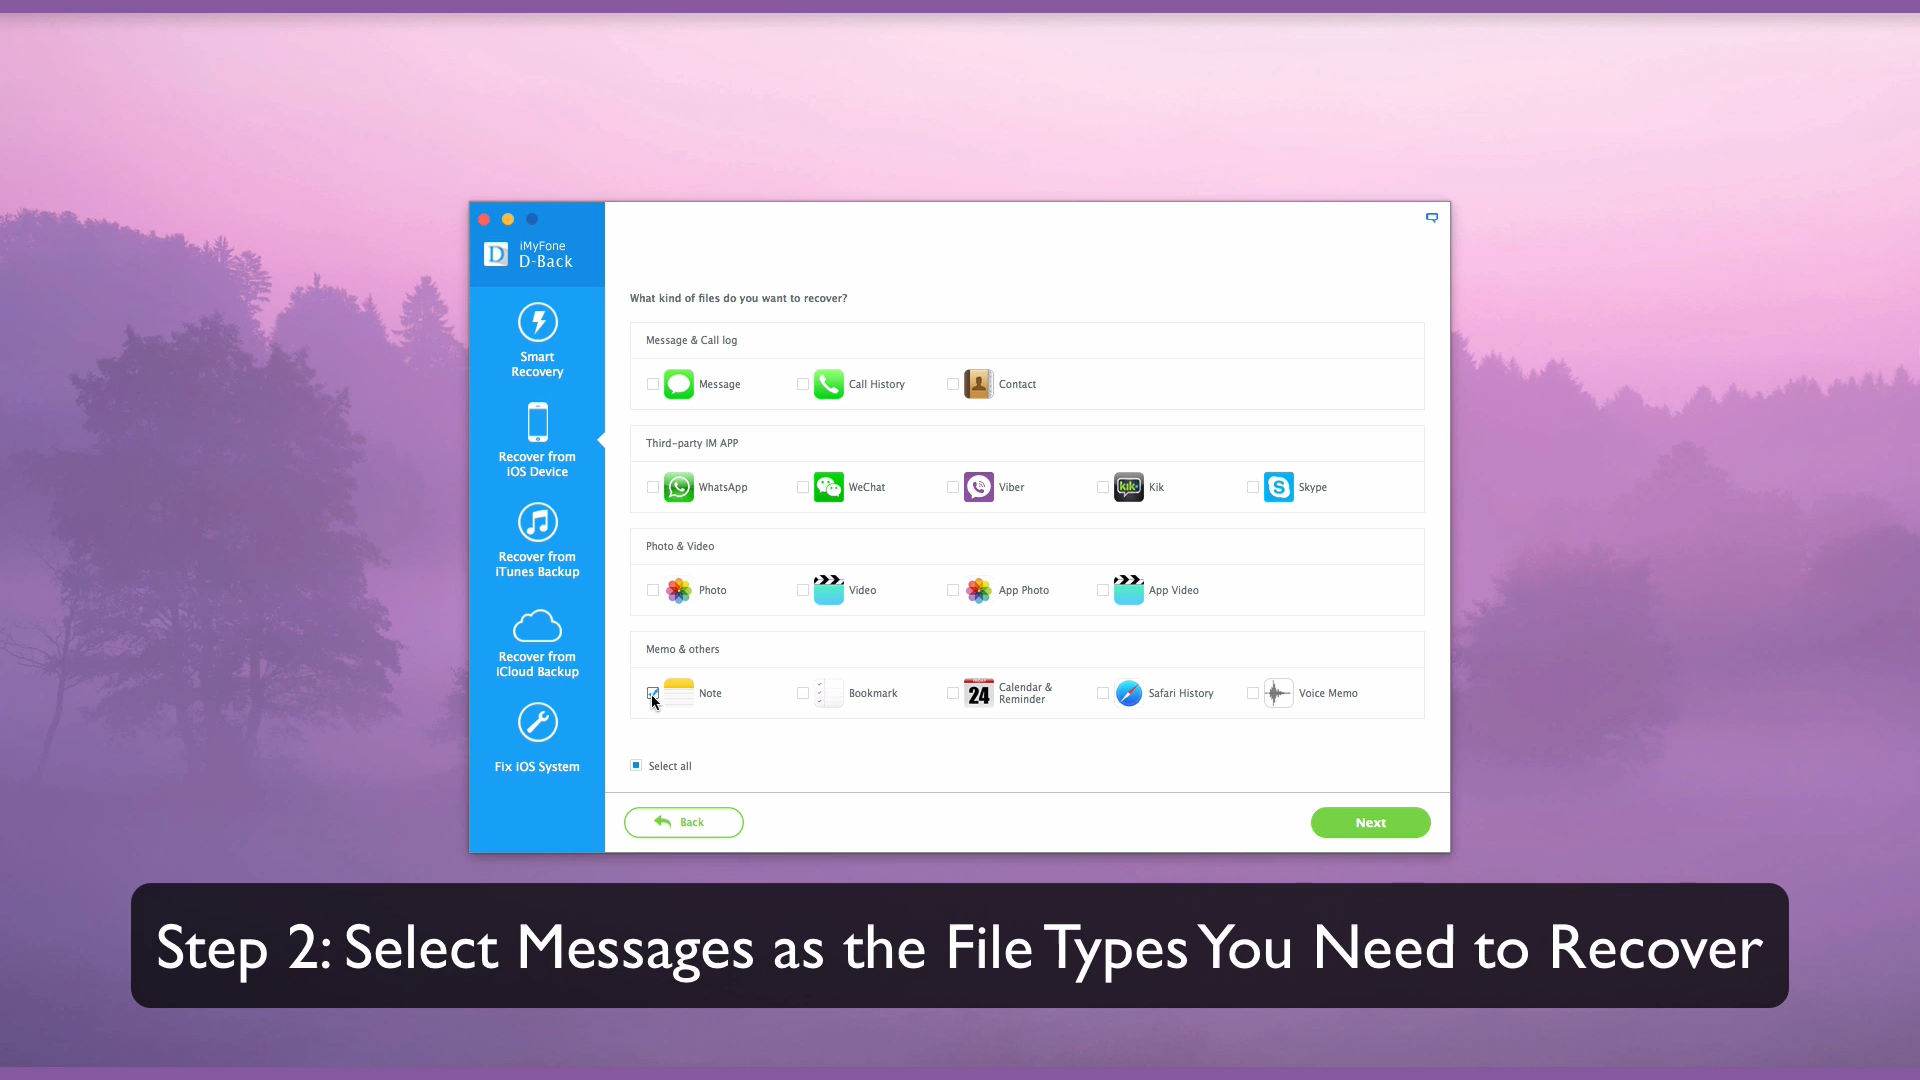 iMyFone
D-Back
Smart
Recovery
Recover from
iOS Device
Recover from
iTunes Backup
Recover from
iCloud Backup
Fix iOS System
What kind of files do you want to recover?
Message & Call log
Message
Call History
Contact
Third-party IM APP
WhatsApp
WeChat
Viber
kik
Kik
Skype
Photo & Video
Photo
Video
App Photo
App Video
Memo & others
Note
Bookmark
24
Calendar &
Reminder
Safari History
Voice Memo
Select all
Back
Next
Step 2: Select Messages as the File Types You Need to Recover